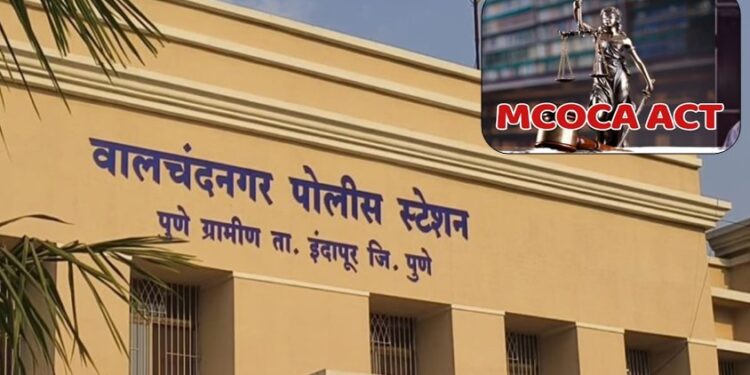 MCOCA ACT
वालचंदनगर पोलीस स्टेशन
पुणे ग्रामीण ता. इंदापूर जि. पुणे